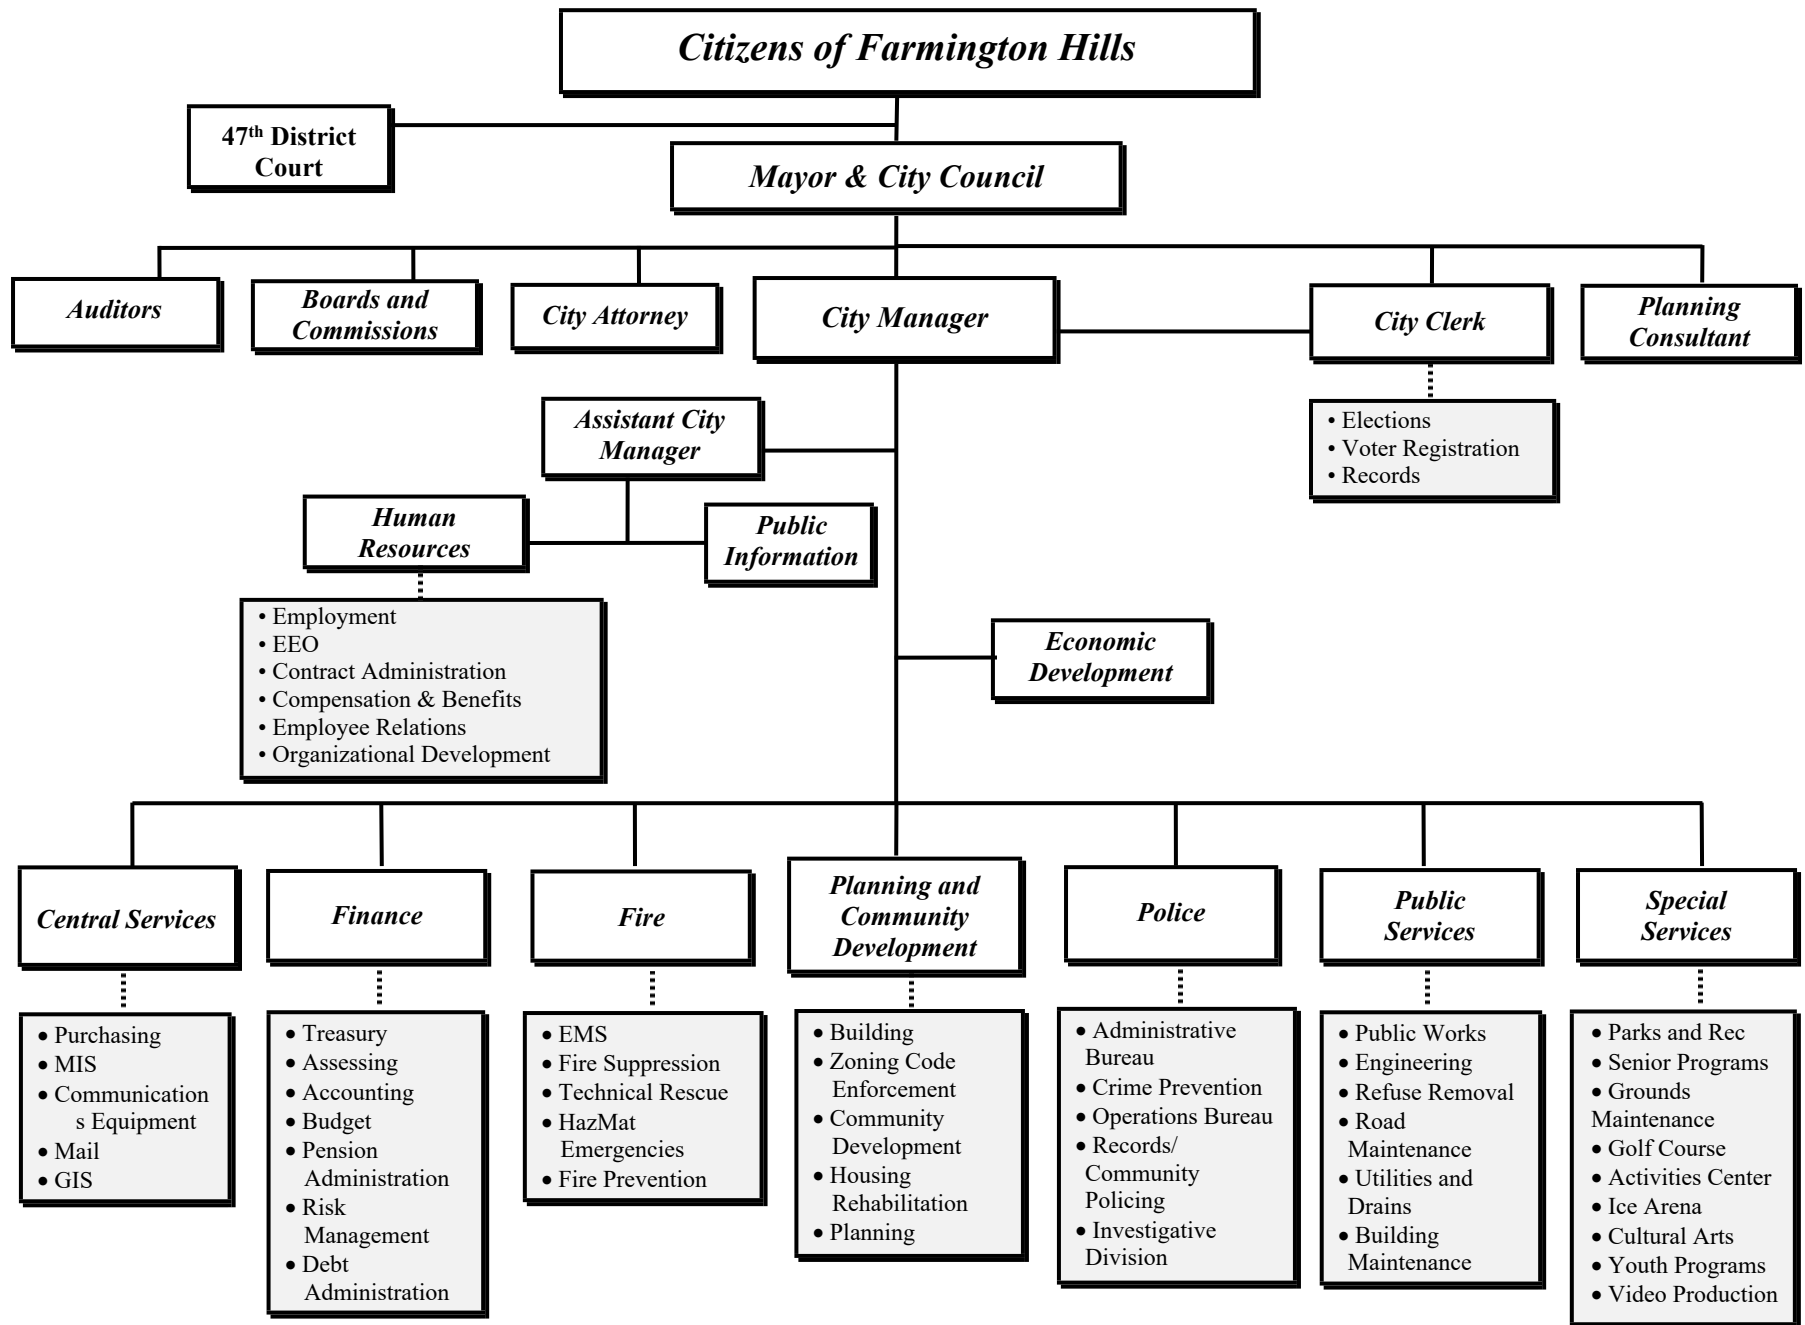 Citizens of Farmington Hills
47th District
Court
Mayor & City Council
Auditors
Boards and
Commissions
City Attorney
City Manager
City Clerk
Planning
Consultant
Assistant City
Manager
• Elections
• Voter Registration
• Records
Human
Resources
Public
Information
• Employment
• EEO
• Contract Administration
• Compensation & Benefits
• Employee Relations
• Organizational Development
Economic
Development
Central Services
Finance
Fire
Planning and
Community
Development
Police
Public
Services
Special
Services
• Purchasing
• MIS
• Communication
s Equipment
• Mail
• GIS
• Treasury
• Assessing
• Accounting
• Budget
• Pension
Administration
• Risk
Management
• Debt
Administration
• EMS
• Fire Suppression
• Technical Rescue
• HazMat
Emergencies
• Fire Prevention
• Building
• Zoning Code
Enforcement
• Community
Development
• Housing
Rehabilitation
• Planning
• Administrative
Bureau
• Crime Prevention
• Operations Bureau
• Records/
Community
Policing
• Investigative
Division
• Public Works
• Engineering
• Refuse Removal
• Road
Maintenance
• Utilities and
Drains
• Building
Maintenance
• Parks and Rec
• Senior Programs
• Grounds
Maintenance
• Golf Course
• Activities Center
• Ice Arena
• Cultural Arts
• Youth Programs
• Video Production